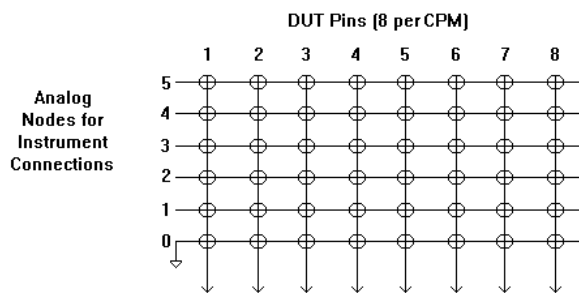 DUT Pins (8 per CPM)
1 2 3 4 5 6 7 8
Analog
Nodes for
Instrument
Connections
5
4
3
2
1
0